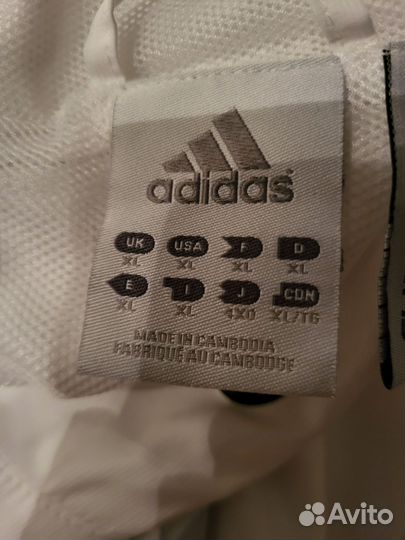 adidas
UK USA F D
XL XL XL XL
E I J CDN
XL XL 4XO XL/TG
MADE IN CAMBODIA
FABRIQUE AU CAMBODGE
Avito